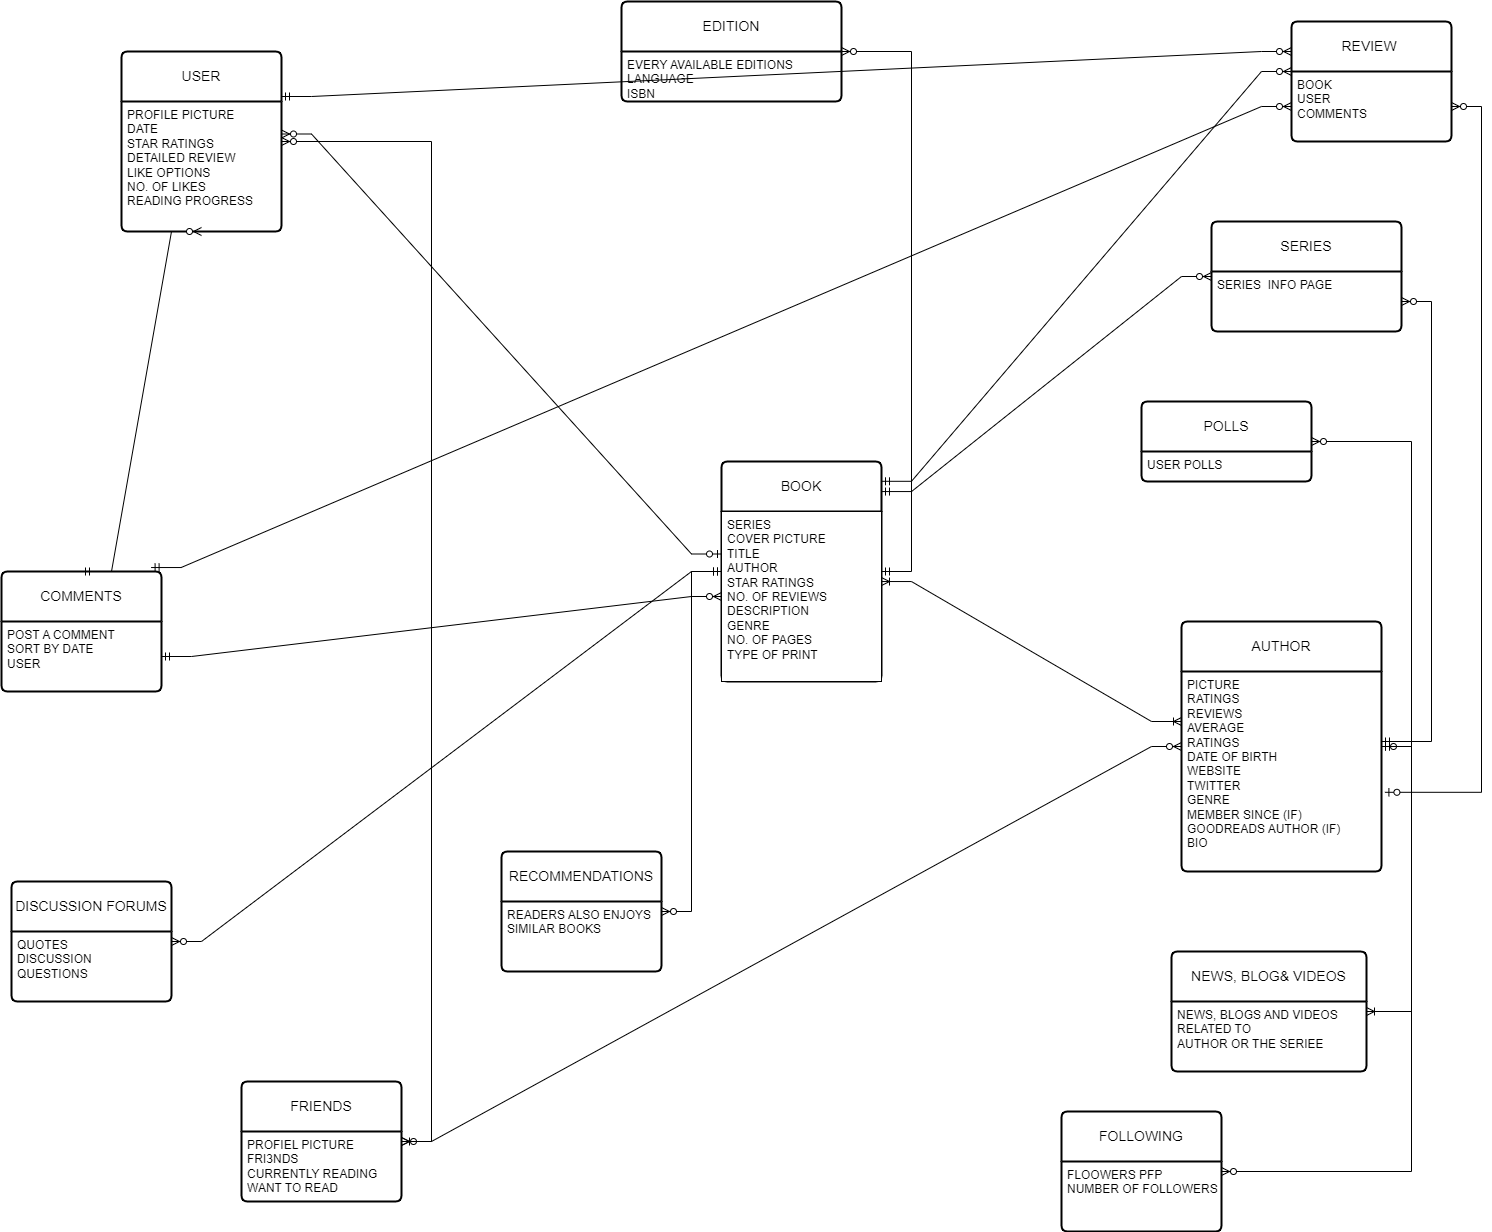 EDITION
EVERY AVAILABLE EDITIONS
LANGUAGE
ISBN
REVIEW
BOOK
USER
COMMENTS
USER
PROFILE PICTURE
DATE
STAR RATINGS
DETAILED REVIEW
LIKE OPTIONS
NO. OF LIKES
READING PROGRESS
SERIES
SERIES  INFO PAGE
POLLS
USER POLLS
BOOK
SERIES
COVER PICTURE
TITLE
AUTHOR
STAR RATINGS
NO. OF REVIEWS
DESCRIPTION
GENRE
NO. OF PAGES
TYPE OF PRINT
COMMENTS
POST A COMMENT
SORT BY DATE
USER
AUTHOR
PICTURE
RATINGS
REVIEWS
AVERAGE
RATINGS
DATE OF BIRTH
WEBSITE
TWITTER
GENRE
MEMBER SINCE (IF)
GOODREADS AUTHOR (IF)
BIO
RECOMMENDATIONS
READERS ALSO ENJOYS
SIMILAR BOOKS
DISCUSSION FORUMS
QUOTES
DISCUSSION
QUESTIONS
NEWS, BLOG& VIDEOS
NEWS, BLOGS AND VIDEOS
RELATED TO
AUTHOR OR THE SERIEE
FRIENDS
PROFIEL PICTURE
FRI3NDS
CURRENTLY READING
WANT TO READ
FOLLOWING
FLOOWERS PFP
NUMBER OF FOLLOWERS